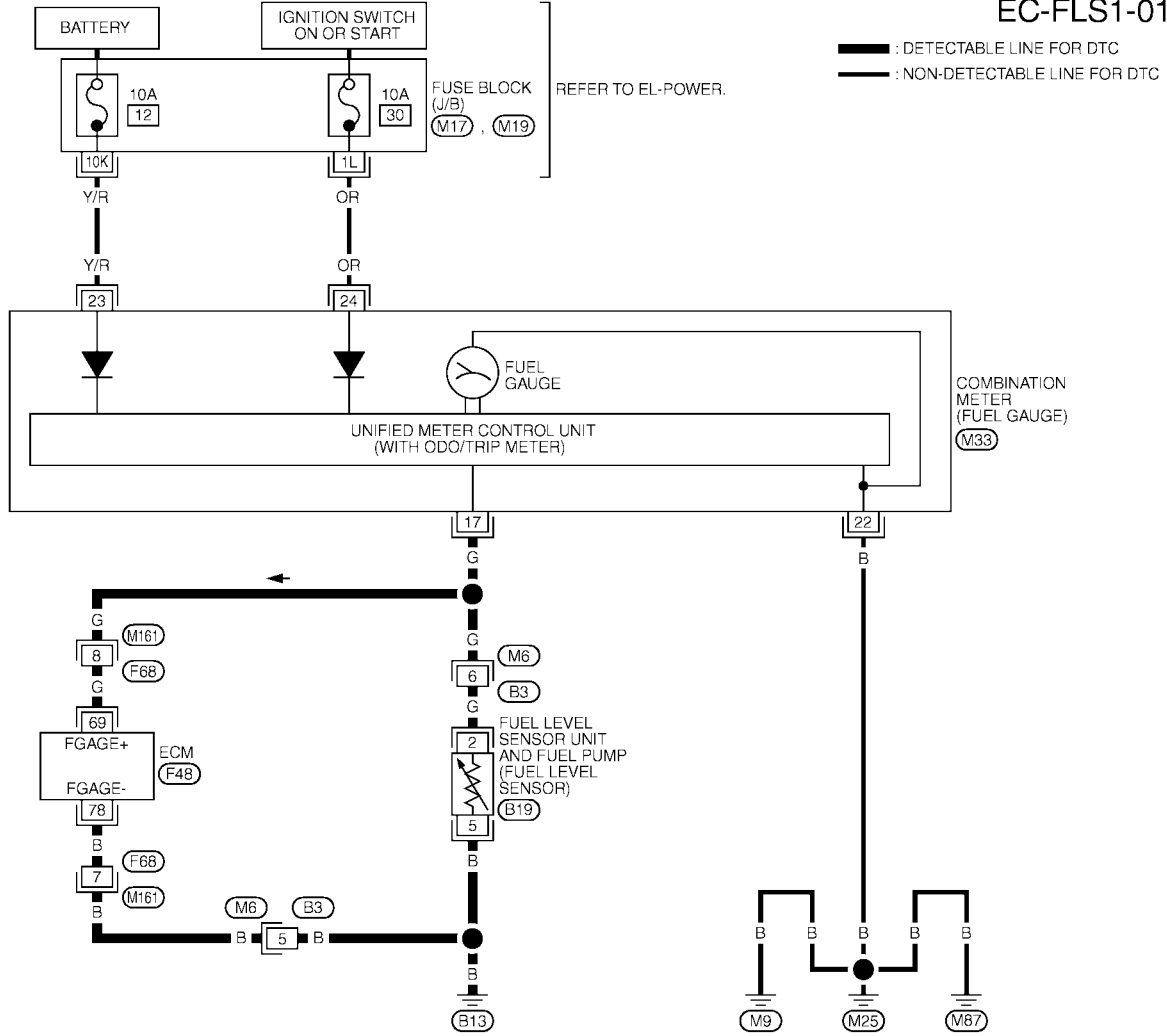 EC-FLS1-01
BATTERY
IGNITION SWITCH
ON OR START
: DETECTABLE LINE FOR DTC
: NON-DETECTABLE LINE FOR DTC
10A
12
10A
30
FUSE BLOCK
(J/B)
M17 , M19
REFER TO EL-POWER.
10K
1L
Y/R
OR
Y/R
OR
23
24
FUEL
GAUGE
UNIFIED METER CONTROL UNIT
(WITH ODO/TRIP METER)
COMBINATION
METER
(FUEL GAUGE)
M33
17
22
G
B
G
M161
8
F68
G
G
M6
6
B3
G
69
FGAGE+
FGAGE-
ECM
F48
78
2
FUEL LEVEL
SENSOR UNIT
AND FUEL PUMP
(FUEL LEVEL
SENSOR)
B19
5
B
B
F68
7
M161
B
M6
B3
B
5
B
B
B13
B
B
B
B
B
M9
M25
M87